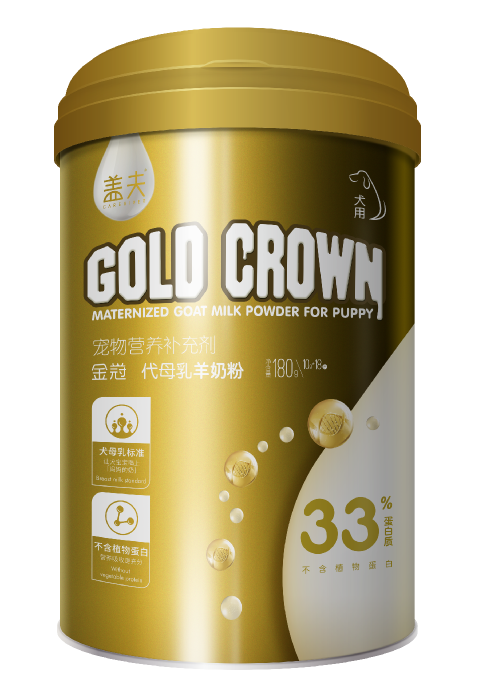 盖夫
犬用
GOLD CROWN
MATERNIZED GOAT MILK POWDER FOR PUPPY
宠物营养补充剂
金冠 代母乳羊奶粉
180g
犬母乳标准
Breast milk standard
不含植物蛋白
Without
vegetable protein
33%
蛋白质
不含植物蛋白